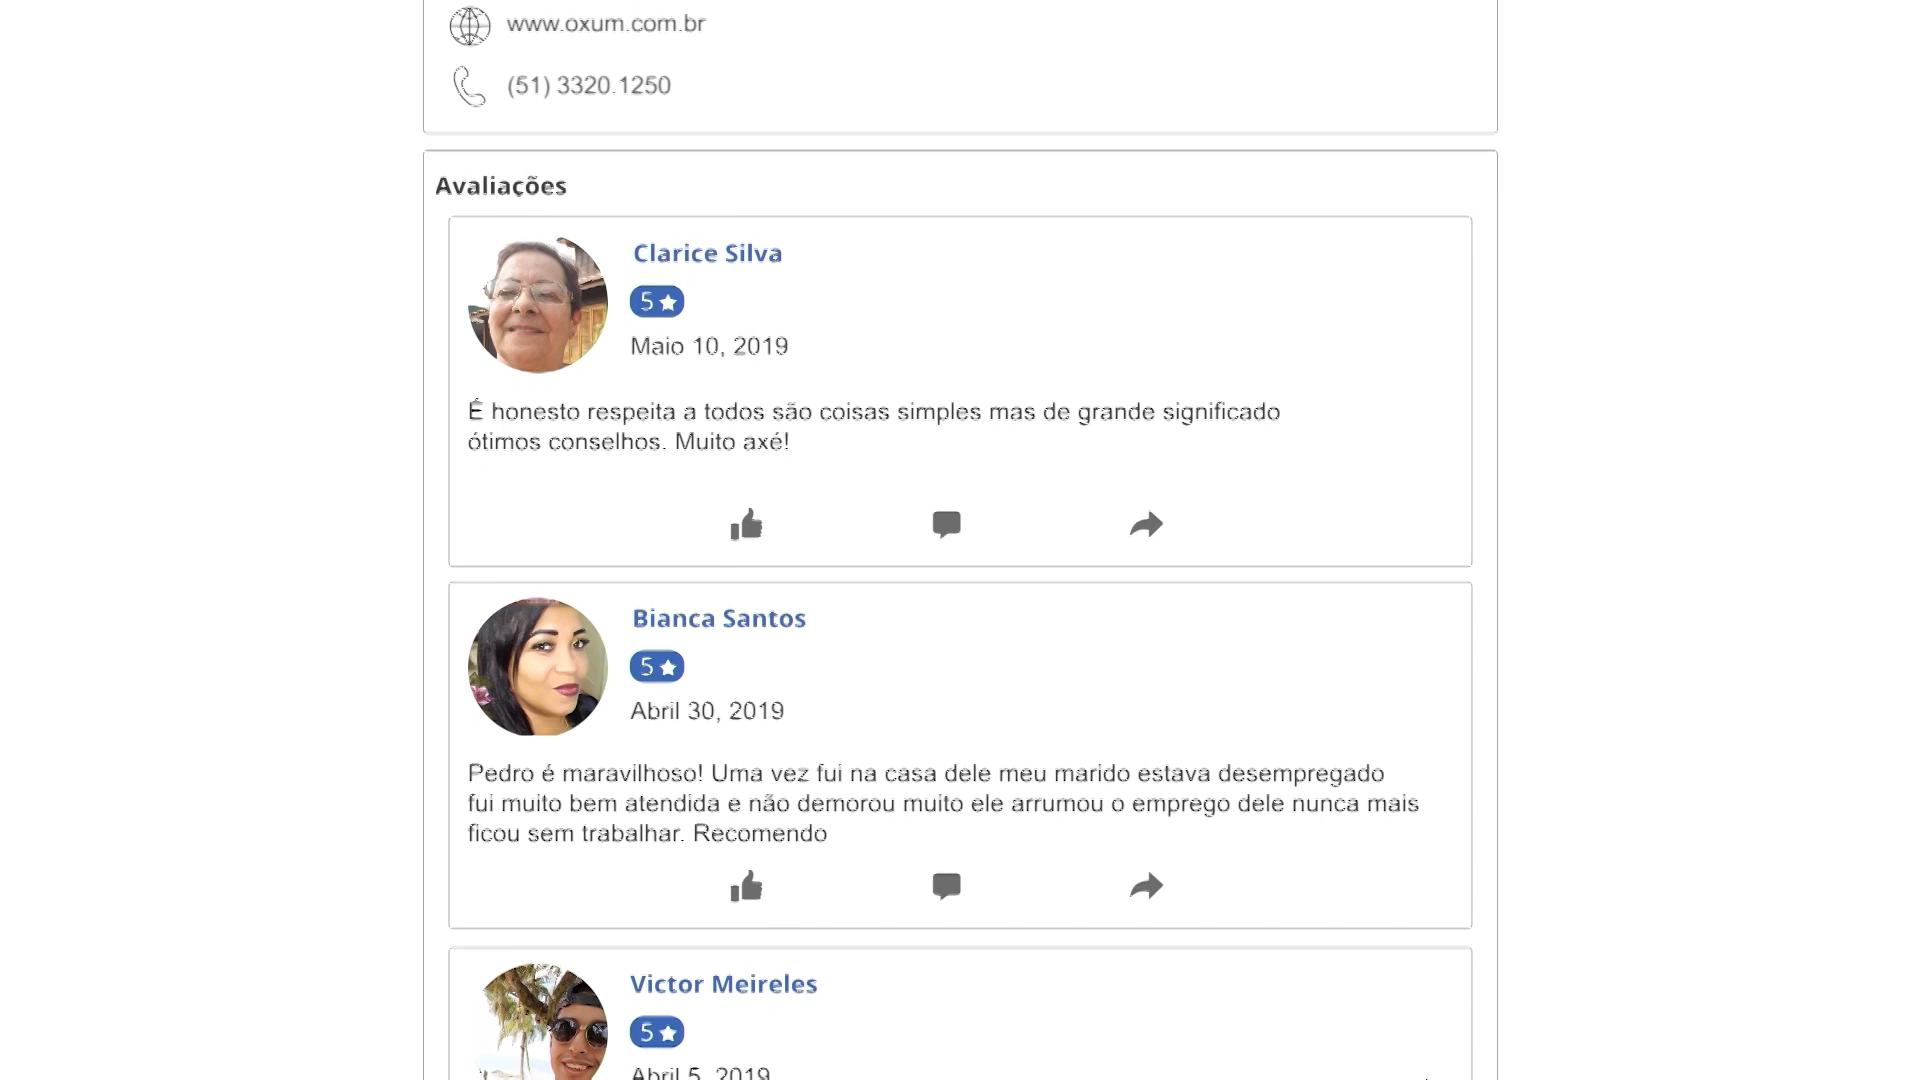 www.oxum.com.br
(51) 3320.1250
Avaliações
Clarice Silva
5
Maio 10, 2019
É honesto respeita a todos são coisas simples mas de grande significado
ótimos conselhos. Muito axé!
Bianca Santos
5
Abril 30, 2019
Pedro é maravilhoso! Uma vez fui na casa dele meu marido estava desempregado
fui muito bem atendida e não demorou muito ele arrumou o emprego dele nunca mais
ficou sem trabalhar. Recomendo
Victor Meireles
5
Abril 5, 2019